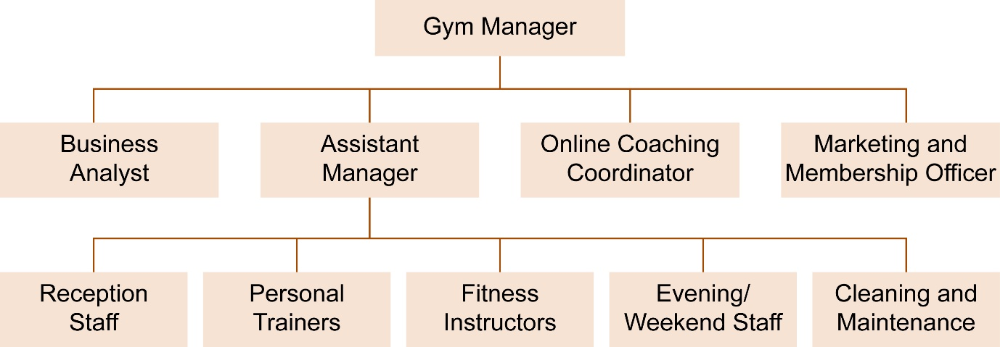 Gym Manager
Business
Analyst
Assistant
Manager
Online Coaching
Coordinator
Marketing and
Membership Officer
Reception
Staff
Personal
Trainers
Fitness
Instructors
Evening/
Weekend Staff
Cleaning and
Maintenance